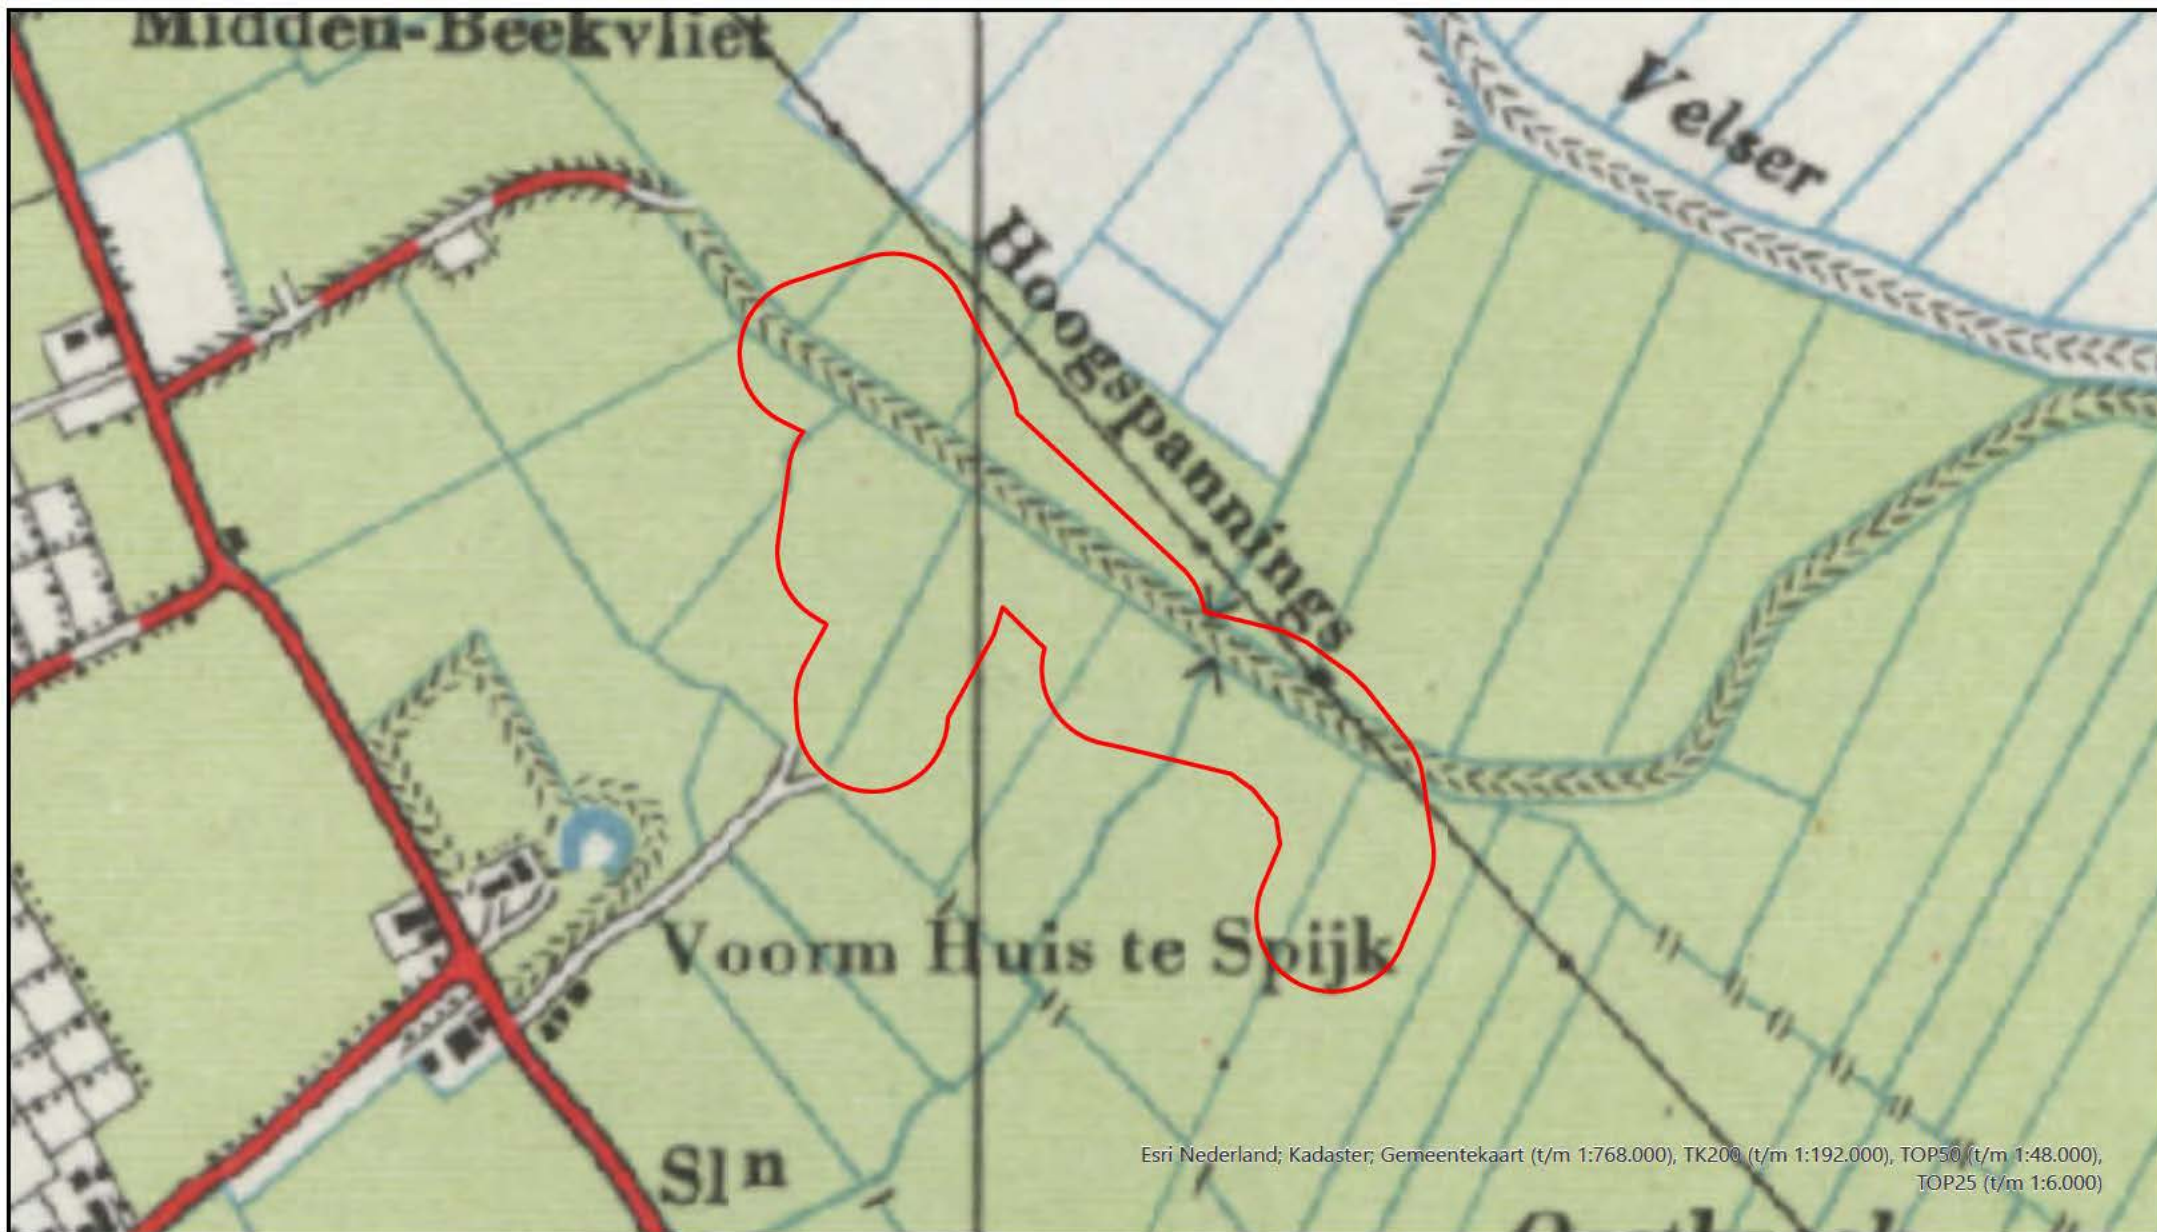 Midden-Beekvliet
Velser
Hoogspannings
Voorm Huis te Spijk
Sln
Esri Nederland; Kadaster; Gemeentekaart (t/m 1:768.000), TK200 (t/m 1:192.000), TOP50 (t/m 1:48.000),
TOP25 (t/m 1:6.000)